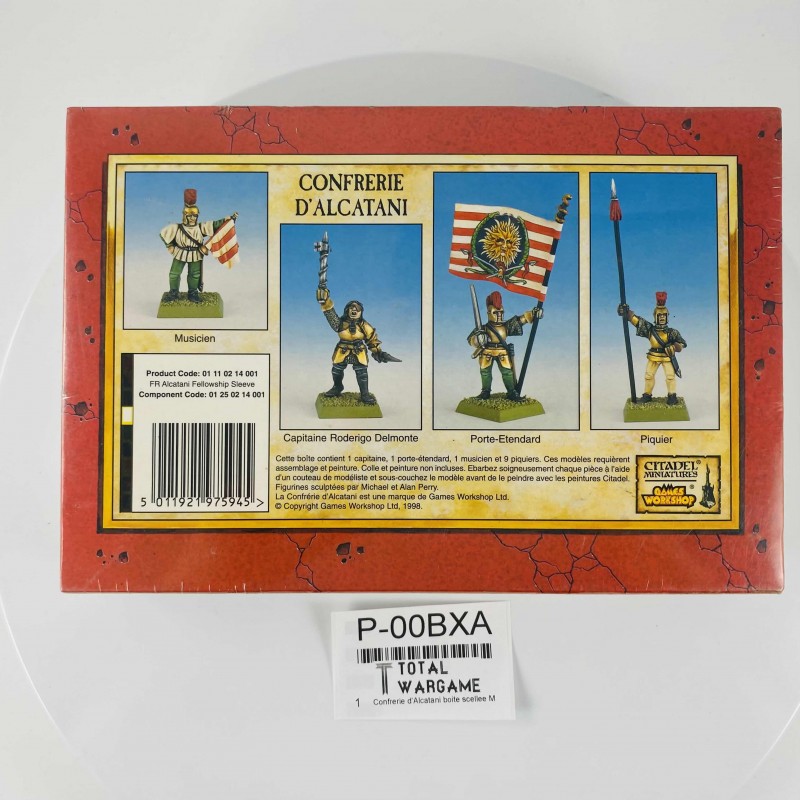 CONFRERIE
D'ALCATANI
Musicien
Capitaine Roderigo Delmonte
Porte-Etendard
Piquier
Product Code: 01 11 02 14 001
FR Alcatani Fellowship Sleeve
Component Code: 01 25 02 14 001
5 011921 975945 >
Cette boîte contient 1 capitaine, 1 porte-étendard, 1 musicien et 9 piquiers. Ces modèles requièrent
assemblage et peinture. Colle et peinture non incluses. Ebarbez soigneusement chaque pièce à l'aide
d'un couteau de modéliste et sous-couchez le modèle avant de le peindre avec les peintures Citadel.
Figurines sculptées par Michael et Alan Perry.
La Confrérie d'Alcatani est une marque de Games Workshop Ltd.
© Copyright Games Workshop Ltd, 1998.
CITADEL®
MINIATURES
GAMES ®
WORKSHOP
P-00BXA
TOTAL
WARGAME
1 Confrerie d'Alcatani boite scellee M